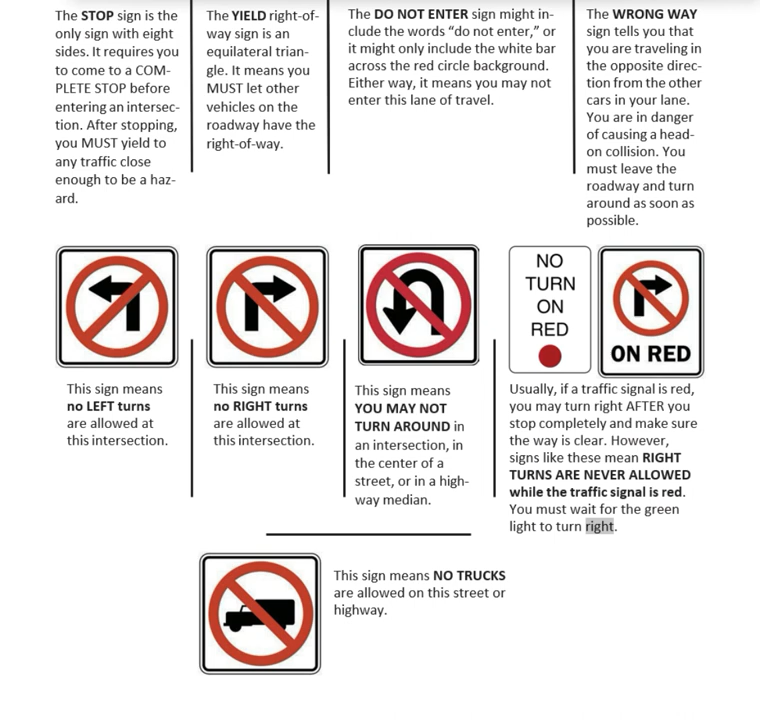 The STOP sign is the
only sign with eight
sides. It requires you
to come to a COM-
PLETE STOP before
entering an intersec-
tion. After stopping,
you MUST yield to
any traffic close
enough to be a haz-
ard.
The YIELD right-of-
way sign is an
equilateral trian-
gle. It means you
MUST let other
vehicles on the
roadway have the
right-of-way.
The DO NOT ENTER sign might in-
clude the words “do not enter,” or
it might only include the white bar
across the red circle background.
Either way, it means you may not
enter this lane of travel.
The WRONG WAY
sign tells you that
you are traveling in
the opposite direc-
tion from the other
cars in your lane.
You are in danger
of causing a head-
on collision. You
must leave the
roadway and turn
around as soon as
possible.
This sign means
no LEFT turns
are allowed at
this intersection.
This sign means
no RIGHT turns
are allowed at
this intersection.
This sign means
YOU MAY NOT
TURN AROUND in
an intersection, in
the center of a
street, or in a high-
way median.
NO
TURN
ON
RED
ON RED
Usually, if a traffic signal is red,
you may turn right AFTER you
stop completely and make sure
the way is clear. However,
signs like these mean RIGHT
TURNS ARE NEVER ALLOWED
while the traffic signal is red.
You must wait for the green
light to turn right.
This sign means NO TRUCKS
are allowed on this street or
highway.